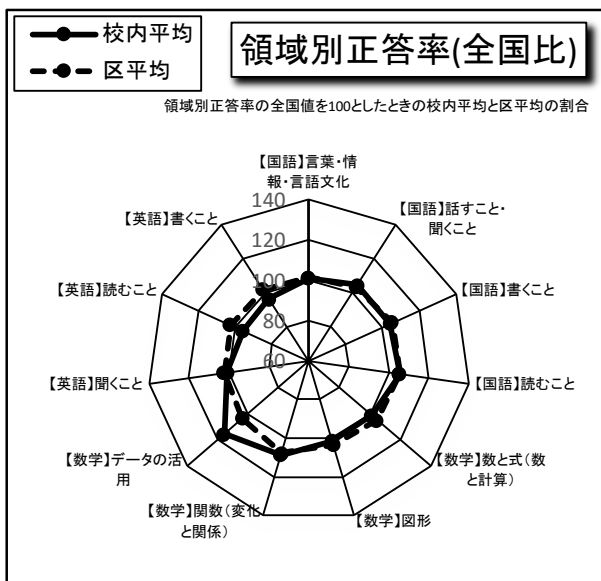 校内平均
区平均
領域別正答率(全国比)
領域別正答率の全国値を100としたときの校内平均と区平均の割合
【国語】言葉・情
報・言語文化
【国語】話すこと・
聞くこと
【国語】書くこと
【国語】読むこと
【数学】数と式(数
と計算)
【数学】図形
【数学】関数(変化
と関係)
【数学】データの活
用
【英語】聞くこと
【英語】読むこと
【英語】書くこと
140
120
100
80
60